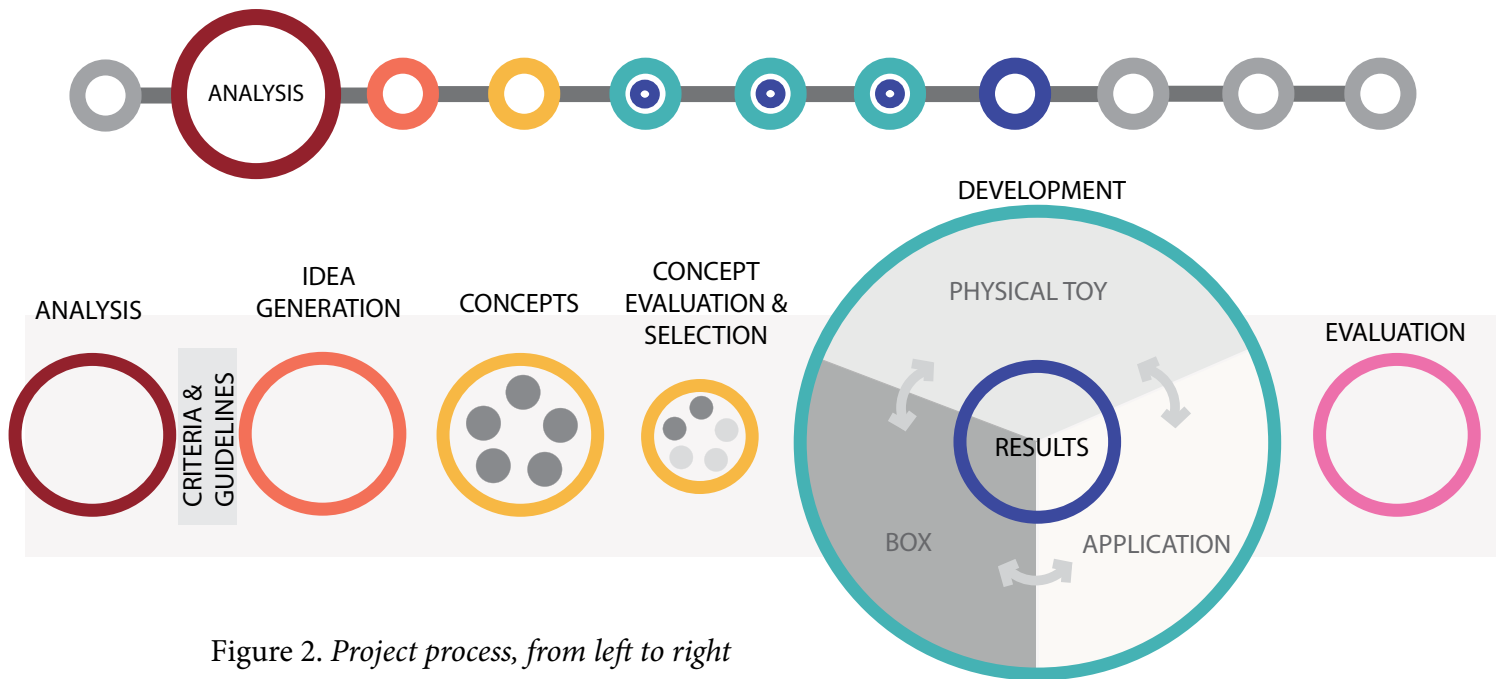 ANALYSIS
DEVELOPMENT
PHYSICAL TOY
ANALYSIS
CRITERIA &
GUIDELINES
IDEA
GENERATION
CONCEPTS
CONCEPT
EVALUATION &
SELECTION
RESULTS
BOX
APPLICATION
EVALUATION
Figure 2. Project process, from left to right